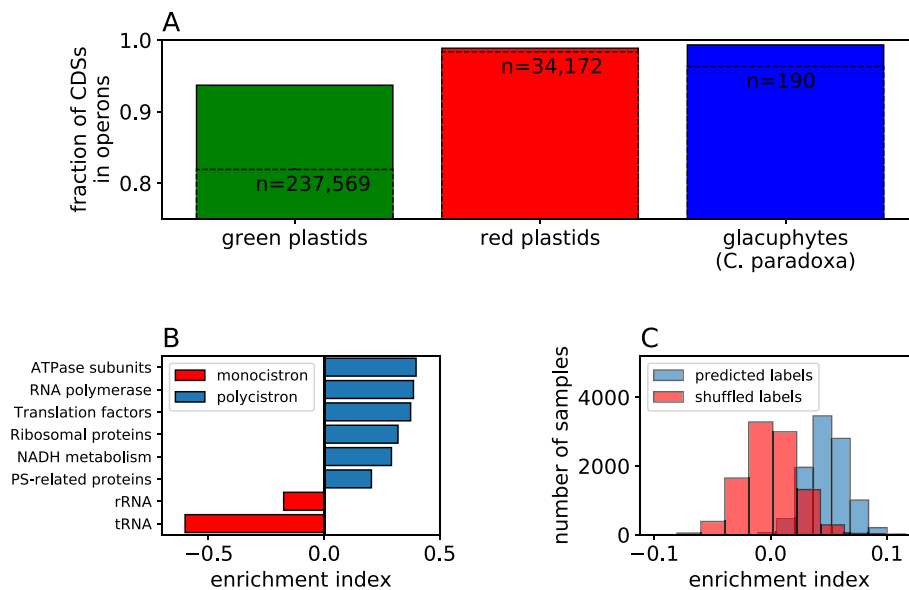 A
fraction of CDSs
in operons
1.0
0.9
0.8
n=237,569
n=34,172
n=190
green plastids
red plastids
glacuphytes
(C. paradoxa)
B
ATPase subunits
RNA polymerase
Translation factors
Ribosomal proteins
NADH metabolism
PS-related proteins
rRNA
tRNA
monocistron
polycistron
−0.5
0.0
0.5
enrichment index
C
number of samples
4000
2000
0
predicted labels
shuffled labels
−0.1
0.0
0.1
enrichment index